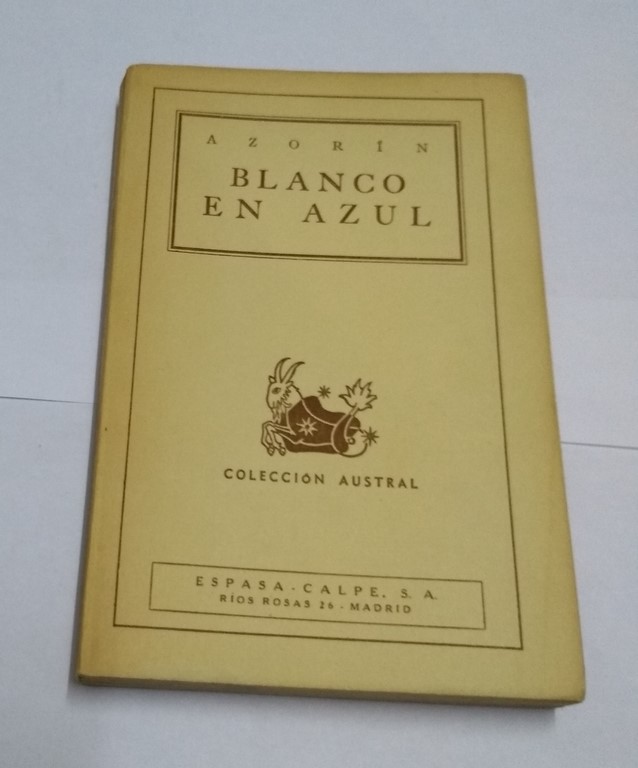 AZORÍN
BLANCO
EN AZUL
COLECCIÓN AUSTRAL
ESPASA-CALPE, S. A.
RÍOS ROSAS 26 - MADRID